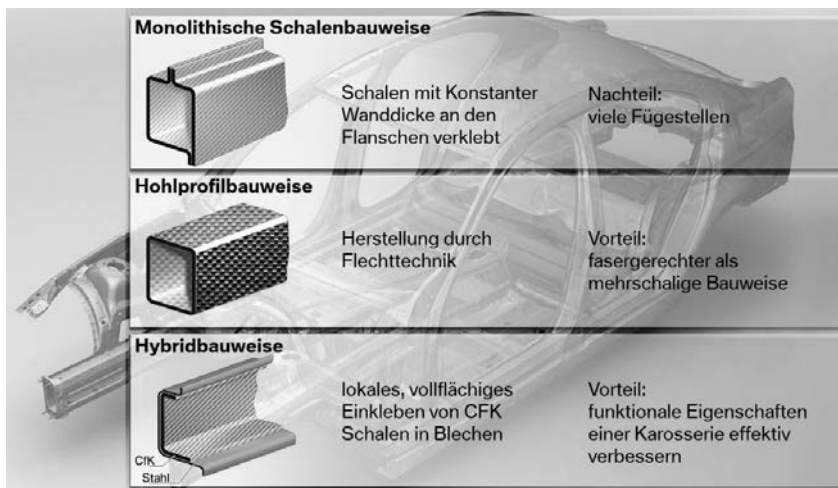 Monolithische Schalenbauweise
Schalen mit Konstanter
Wanddicke an den
Flanschen verklebt
Nachteil:
viele Fügestellen
Hohlprofilbauweise
Herstellung durch
Flechttechnik
Vorteil:
fasergerechter als
mehrschalige Bauweise
Hybridbauweise
CfK
Stahl
lokales, vollflächiges
Einkleben von CFK
Schalen in Blechen
Vorteil:
funktionale Eigenschaften
einer Karosserie effektiv
verbessern